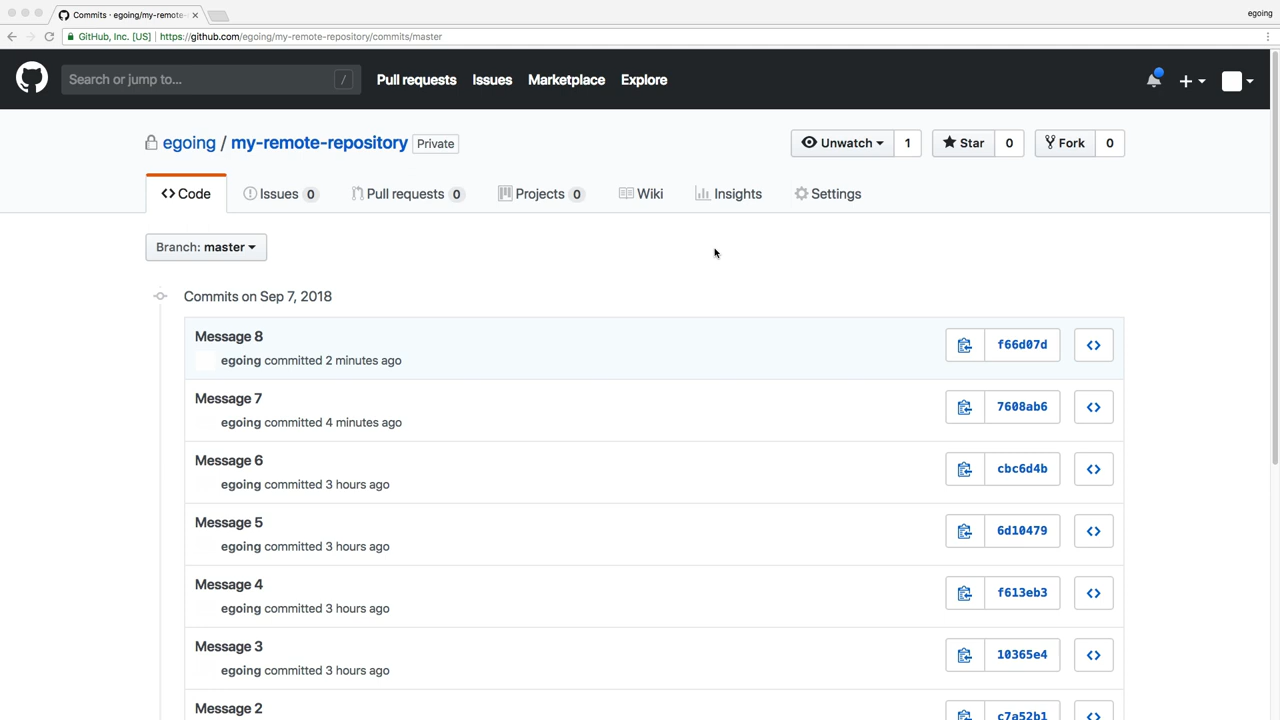 Commits · egoing/my-remote-
egoing
GitHub, Inc. [US] | https://github.com/egoing/my-remote-repository/commits/master
Search or jump to... /
Pull requests Issues Marketplace Explore
egoing / my-remote-repository Private
Unwatch 1 Star 0 Fork 0
Code Issues 0 Pull requests 0 Projects 0 Wiki Insights Settings
Branch: master
Commits on Sep 7, 2018
Message 8
egoing committed 2 minutes ago
f66d07d
Message 7
egoing committed 4 minutes ago
7608ab6
Message 6
egoing committed 3 hours ago
cbc6d4b
Message 5
egoing committed 3 hours ago
6d10479
Message 4
egoing committed 3 hours ago
f613eb3
Message 3
egoing committed 3 hours ago
10365e4
Message 2
c7a52b1